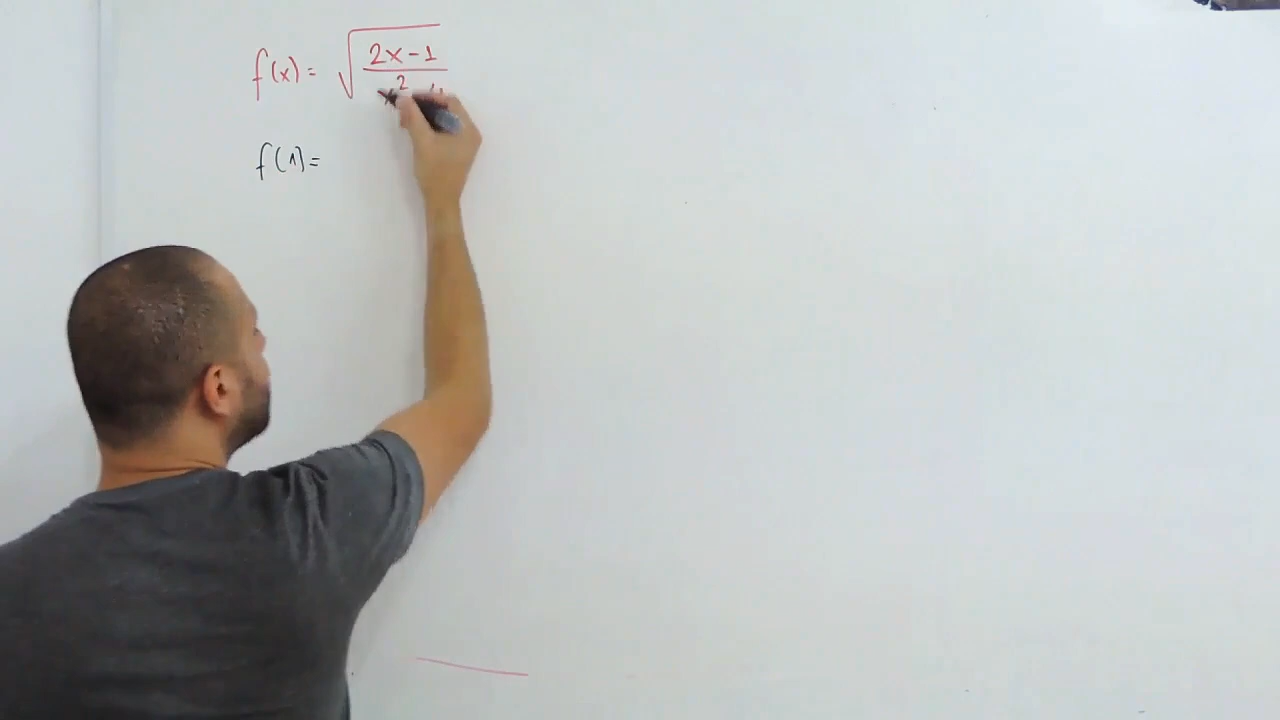 f(x) = √((2x-1)/(x²
f(1) =